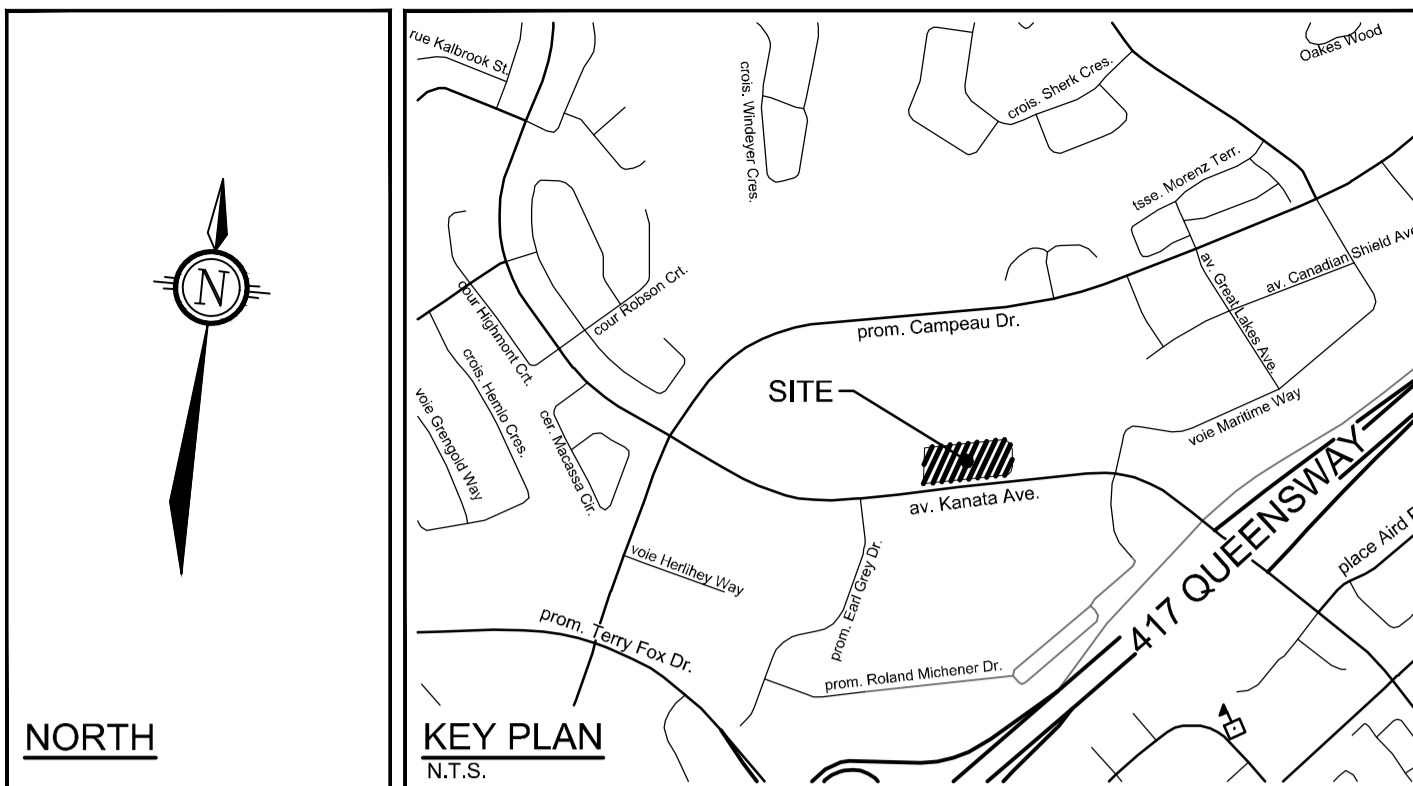 N
NORTH
rue Kalbrook St.
crois. Windeyer Cres.
crois. Sherk Cres.
Oakes Wood
tsse. Morenz Terr.
av. Canadian Shield Ave
av. Great Lakes Ave.
cour Robson Crt.
cour Highmont Crt.
prom. Campeau Dr.
crois. Hemlo Cres.
voie Grengold Way
cer. Macassa Cir.
SITE
voie Maritime Way
av. Kanata Ave.
417 QUEENSWAY
place Aird
voie Herlihey Way
prom. Earl Grey Dr.
prom. Terry Fox Dr.
prom. Roland Michener Dr.
KEY PLAN
N.T.S.